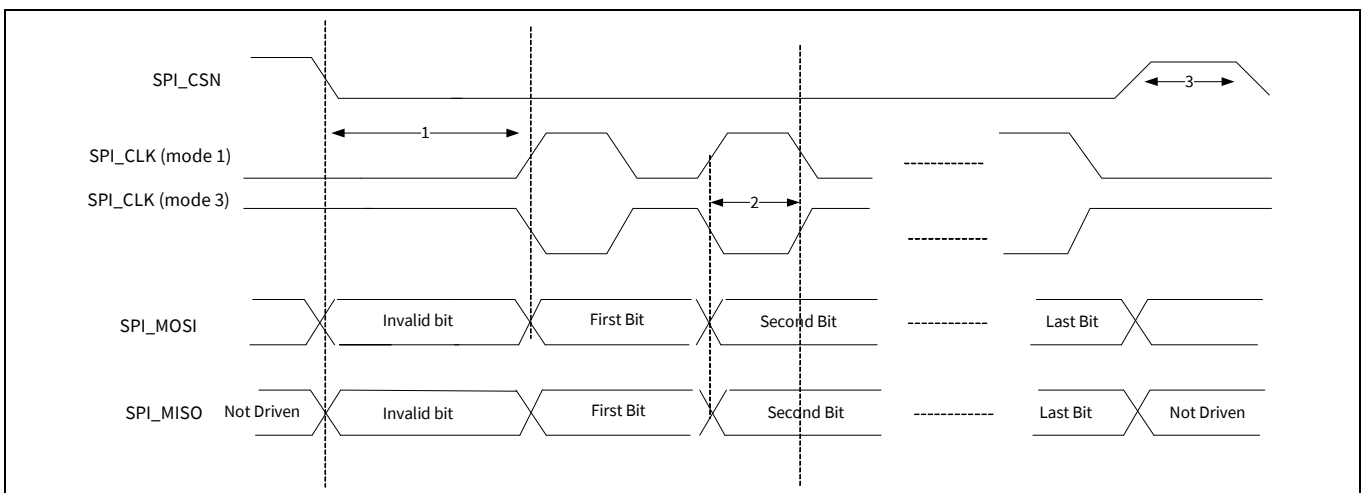 SPI_CSN
3
1
SPI_CLK (mode 1)
SPI_CLK (mode 3)
2
SPI_MOSI Invalid bit First Bit Second Bit Last Bit
SPI_MISO Not Driven Invalid bit First Bit Second Bit Last Bit Not Driven